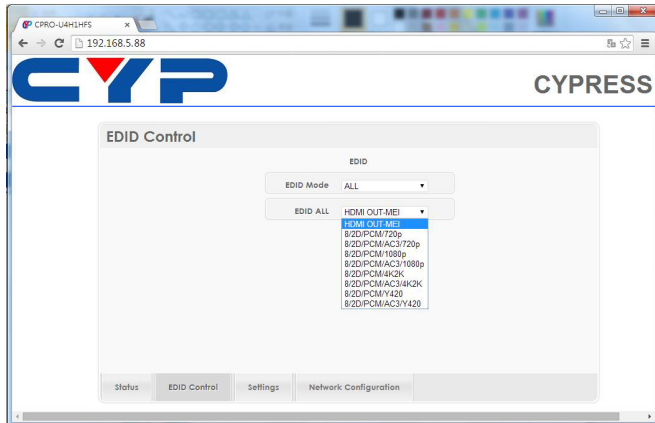 CPRO-U4H1HFS
192.168.5.88
CYP
CYPRESS
EDID Control
EDID
EDID Mode ALL
EDID ALL HDMI OUT-MEI
HDMI OUT-MEI
8/2D/PCM/720p
8/2D/PCM/AC3/720p
8/2D/PCM/1080p
8/2D/PCM/AC3/1080p
8/2D/PCM/4K2K
8/2D/PCM/AC3/4K2K
8/2D/PCM/Y420
8/2D/PCM/AC3/Y420
Status EDID Control Settings Network Configuration